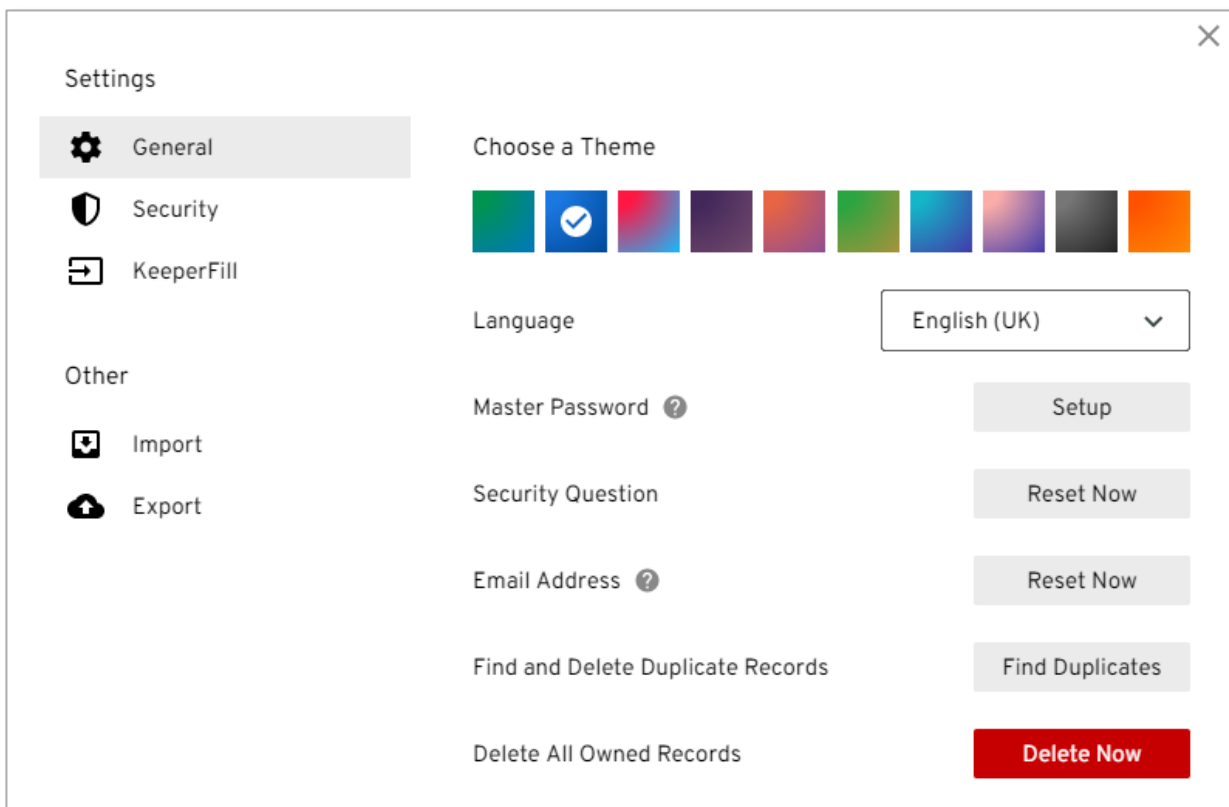 Settings
General
Security
KeeperFill
Other
Import
Export
Choose a Theme
Language
English (UK)
Master Password ?
Setup
Security Question
Reset Now
Email Address ?
Reset Now
Find and Delete Duplicate Records
Find Duplicates
Delete All Owned Records
Delete Now